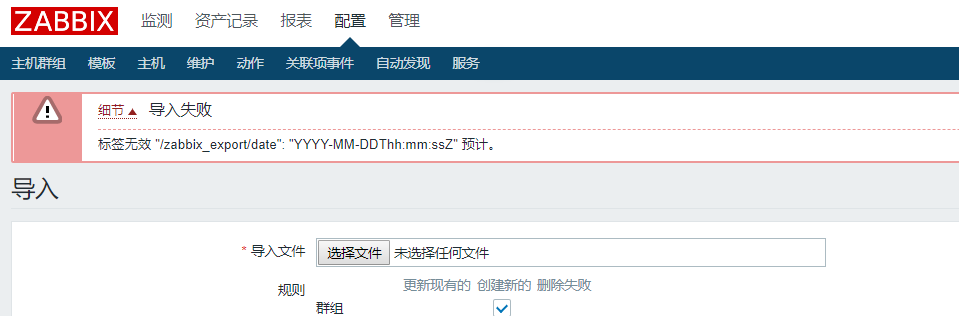 ZABBIX 监测 资产记录 报表 配置 管理
主机群组 模板 主机 维护 动作 关联项事件 自动发现 服务
细节 导入失败
标签无效 "/zabbix_export/date": "YYYY-MM-DDThh:mm:ssZ" 预计。
导入
* 导入文件 选择文件 未选择任何文件
规则 更新现有的 创建新的 删除失败
群组